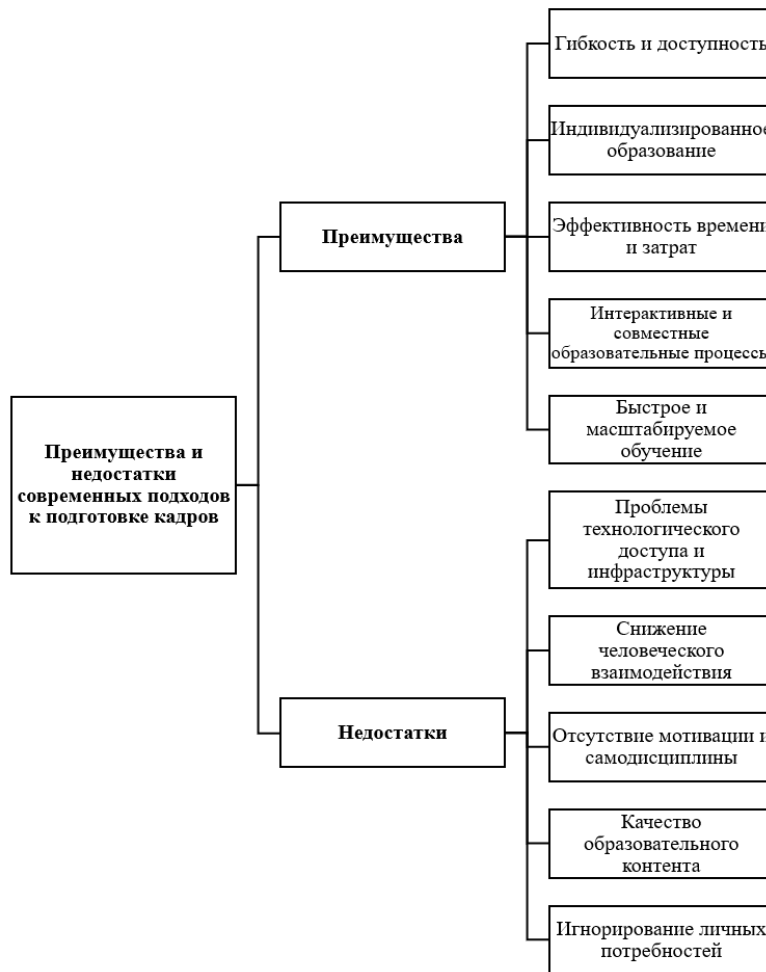 Преимущества и
недостатки
современных подходов
к подготовке кадров
Преимущества
Гибкость и доступность
Индивидуализированное
образование
Эффективность времени
и затрат
Интерактивные и
совместные
образовательные процессы
Быстрое и
масштабируемое
обучение
Недостатки
Проблемы
технологического
доступа и
инфраструктуры
Снижение
человеческого
взаимодействия
Отсутствие мотивации и
самодисциплины
Качество
образовательного
контента
Игнорирование личных
потребностей